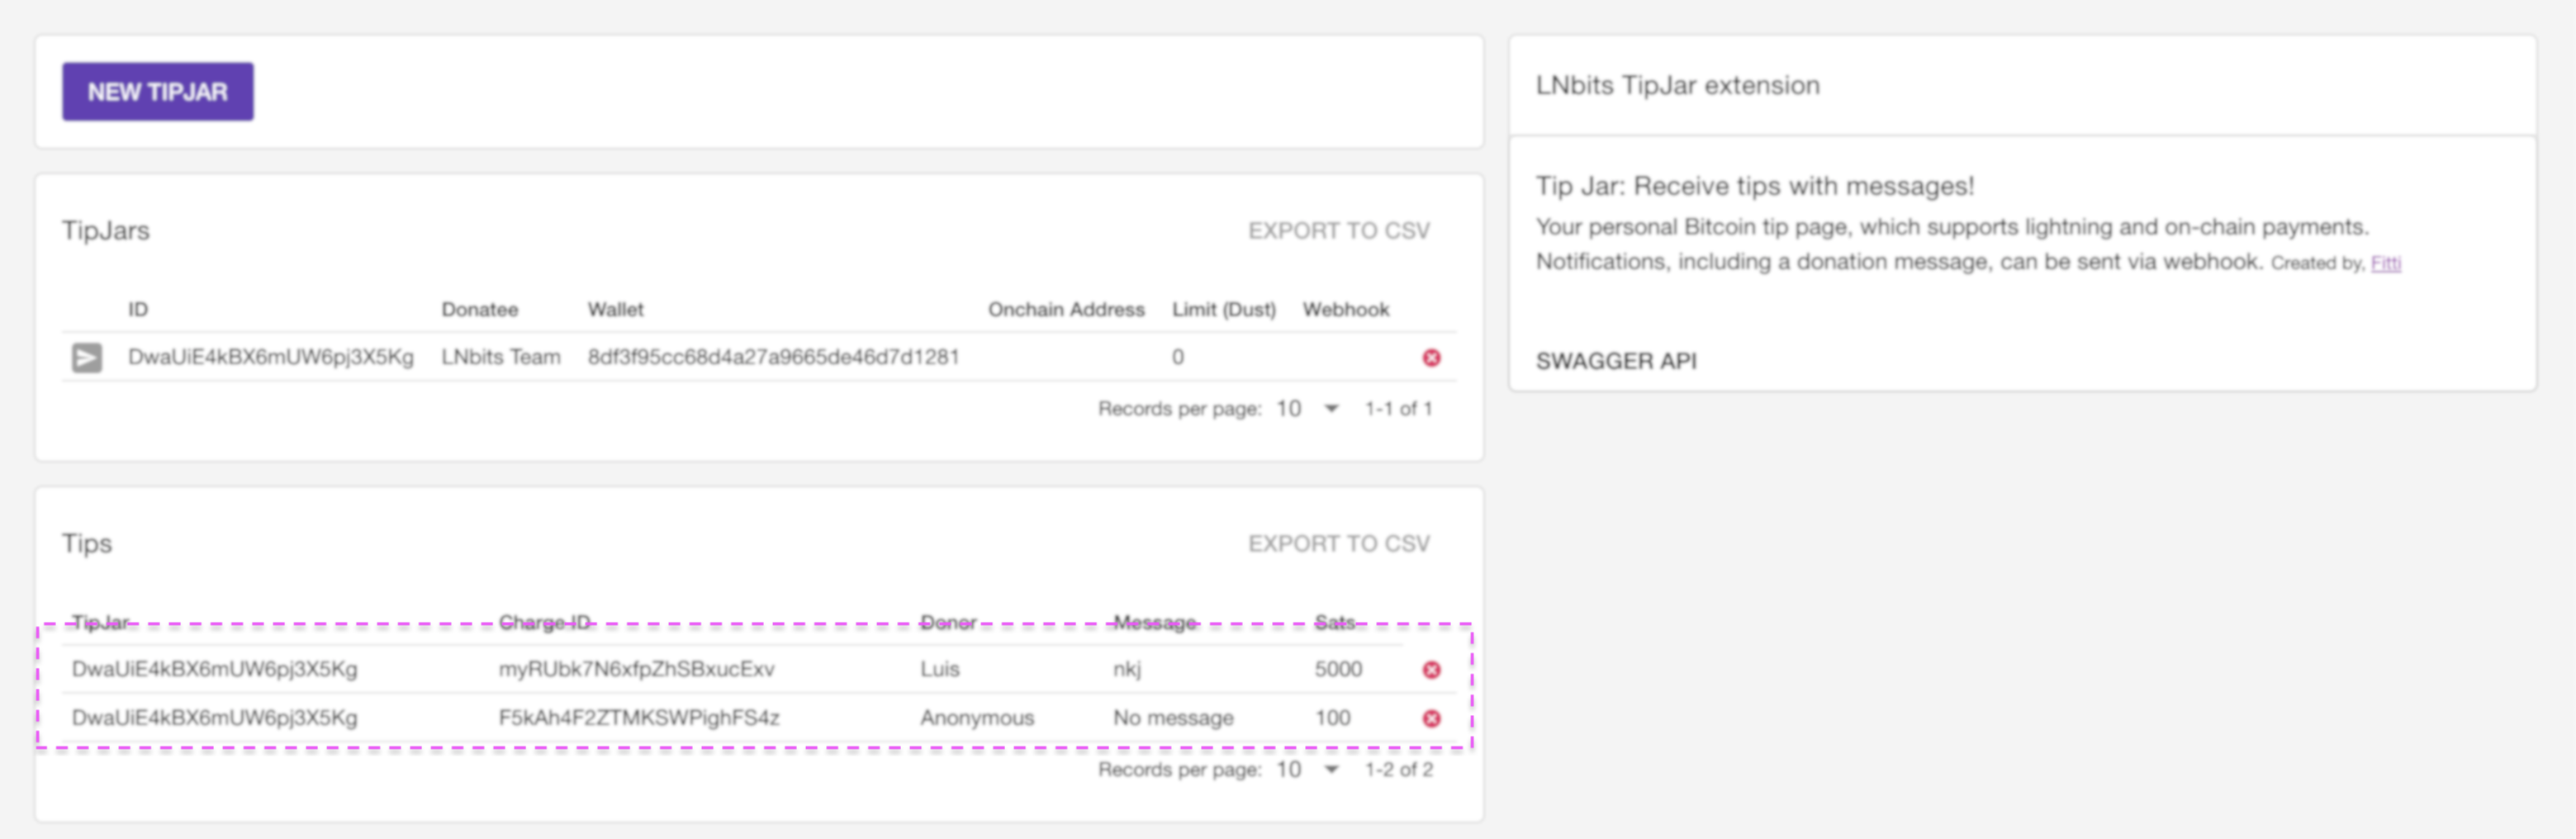 NEW TIPJAR
TipJars EXPORT TO CSV
ID Donatee Wallet Onchain Address Limit (Dust) Webhook
DwaUiE4kBX6mUW6pj3X5Kg LNbits Team 8df3f95cc68d4a27a9665de46d7d1281 0
Records per page: 10 1-1 of 1
Tips EXPORT TO CSV
TipJar Charge ID Donor Message Sats
DwaUiE4kBX6mUW6pj3X5Kg myRUbk7N6xfpZhSBxucExv Luis nkj 5000
DwaUiE4kBX6mUW6pj3X5Kg F5kAh4F2ZTMKSWPighFS4z Anonymous No message 100
Records per page: 10 1-2 of 2
LNbits TipJar extension
Tip Jar: Receive tips with messages!
Your personal Bitcoin tip page, which supports lightning and on-chain payments.
Notifications, including a donation message, can be sent via webhook. Created by, Fitti
SWAGGER API